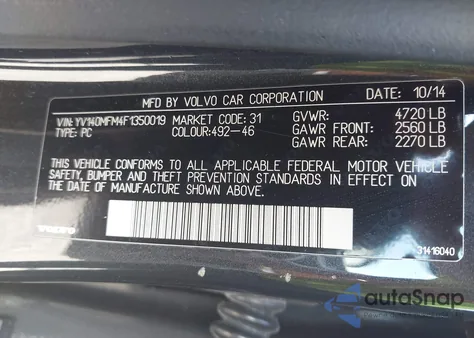 MFD BY VOLVO CAR CORPORATION DATE 10/14
VIN:YV140MFM4F1350019 MARKET CODE: 31 GVWR: 4720 LB
TYPE: PC COLOUR:492-46 GAWR FRONT: 2560 LB
GAWR REAR: 2270 LB
THIS VEHICLE CONFORMS TO ALL APPLICABLE FEDERAL MOTOR VEHICLE
SAFETY, BUMPER AND THEFT PREVENTION STANDARDS IN EFFECT ON
THE DATE OF MANUFACTURE SHOWN ABOVE.
VOLVO
31416040
autoSnap